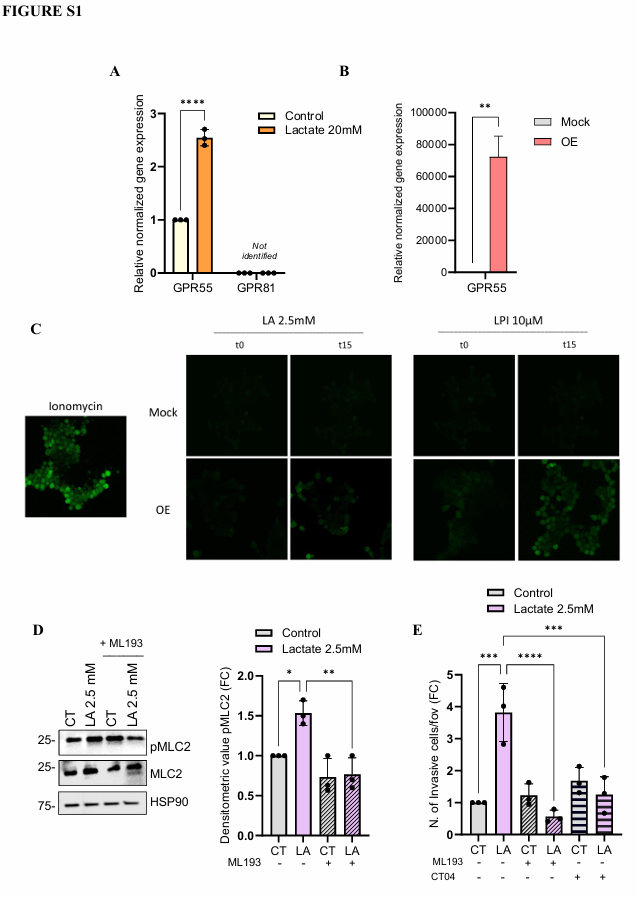 FIGURE S1
A
Relative normalized gene expression
3
2
1
0
****
Control
Lactate 20mM
Not
identified
GPR55
GPR81
B
Relative normalized gene expression
100000
80000
60000
40000
20000
0
**
Mock
OE
GPR55
C
LA 2.5mM
LPI 10µM
t0
t15
t0
t15
Ionomycin
Mock
OE
D
+ ML193
CT
LA 2.5 mM
CT
LA 2.5 mM
25-
pMLC2
25-
MLC2
75-
HSP90
Control
Lactate 2.5mM
Densitometric value pMLC2 (FC)
2.0
1.5
1.0
0.5
0.0
*
**
CT LA CT LA
ML193 - - + +
E
Control
Lactate 2.5mM
N. of Invasive cells/fov (FC)
5
4
3
2
1
0
***
***
****
CT LA CT LA CT LA
ML193 - - + + - -
CT04 - - - - + +